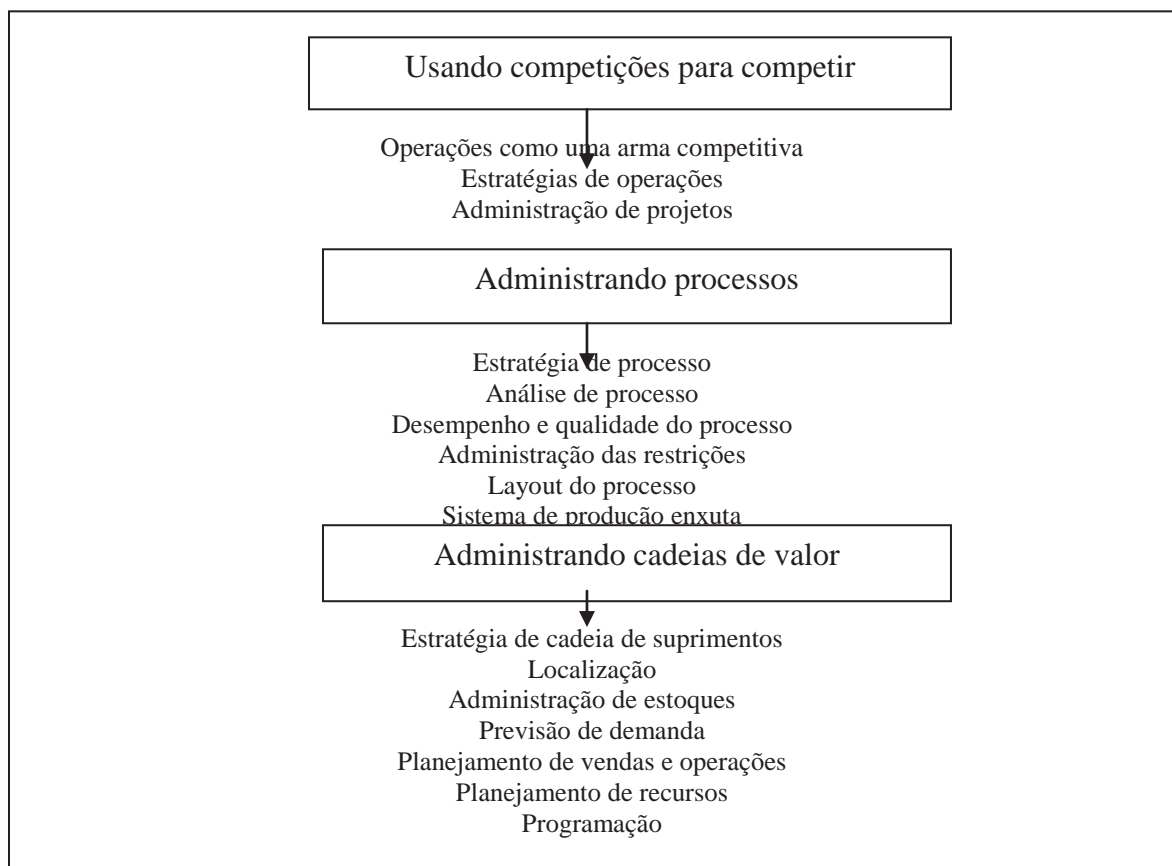 Usando competições para competir
Operações como uma arma competitiva
Estratégias de operações
Administração de projetos
Administrando processos
Estratégia de processo
Análise de processo
Desempenho e qualidade do processo
Administração das restrições
Layout do processo
Sistema de produção enxuta
Administrando cadeias de valor
Estratégia de cadeia de suprimentos
Localização
Administração de estoques
Previsão de demanda
Planejamento de vendas e operações
Planejamento de recursos
Programação